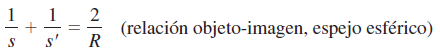 1/s + 1/s' = 2/R (relación objeto-imagen, espejo esférico)